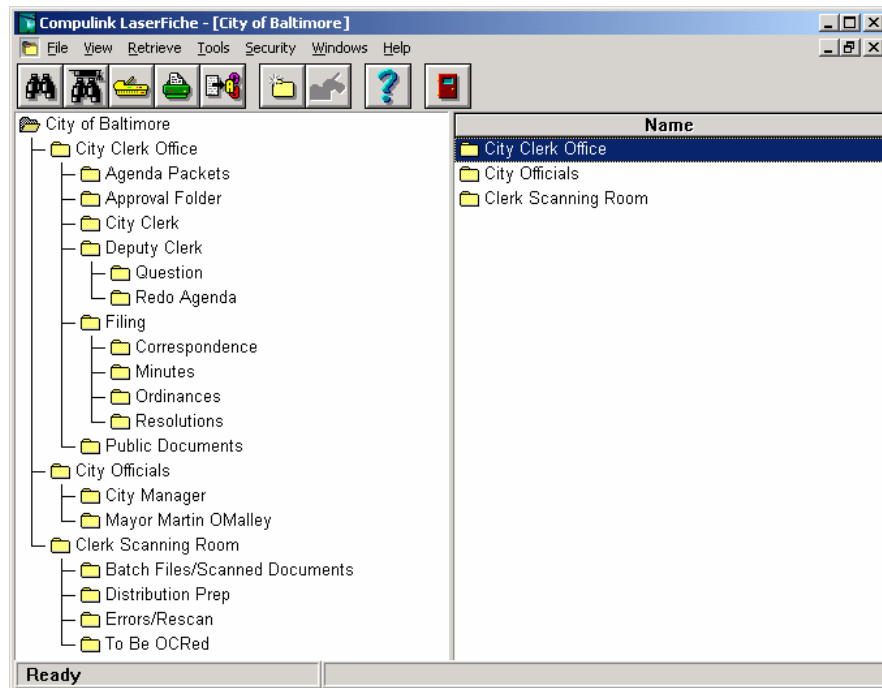 Compulink LaserFiche - [City of Baltimore]
File View Retrieve Tools Security Windows Help
City of Baltimore
City Clerk Office
Agenda Packets
Approval Folder
City Clerk
Deputy Clerk
Question
Redo Agenda
Filing
Correspondence
Minutes
Ordinances
Resolutions
Public Documents
City Officials
City Manager
Mayor Martin OMalley
Clerk Scanning Room
Batch Files/Scanned Documents
Distribution Prep
Errors/Rescan
To Be OCRed
Name
City Clerk Office
City Officials
Clerk Scanning Room
Ready